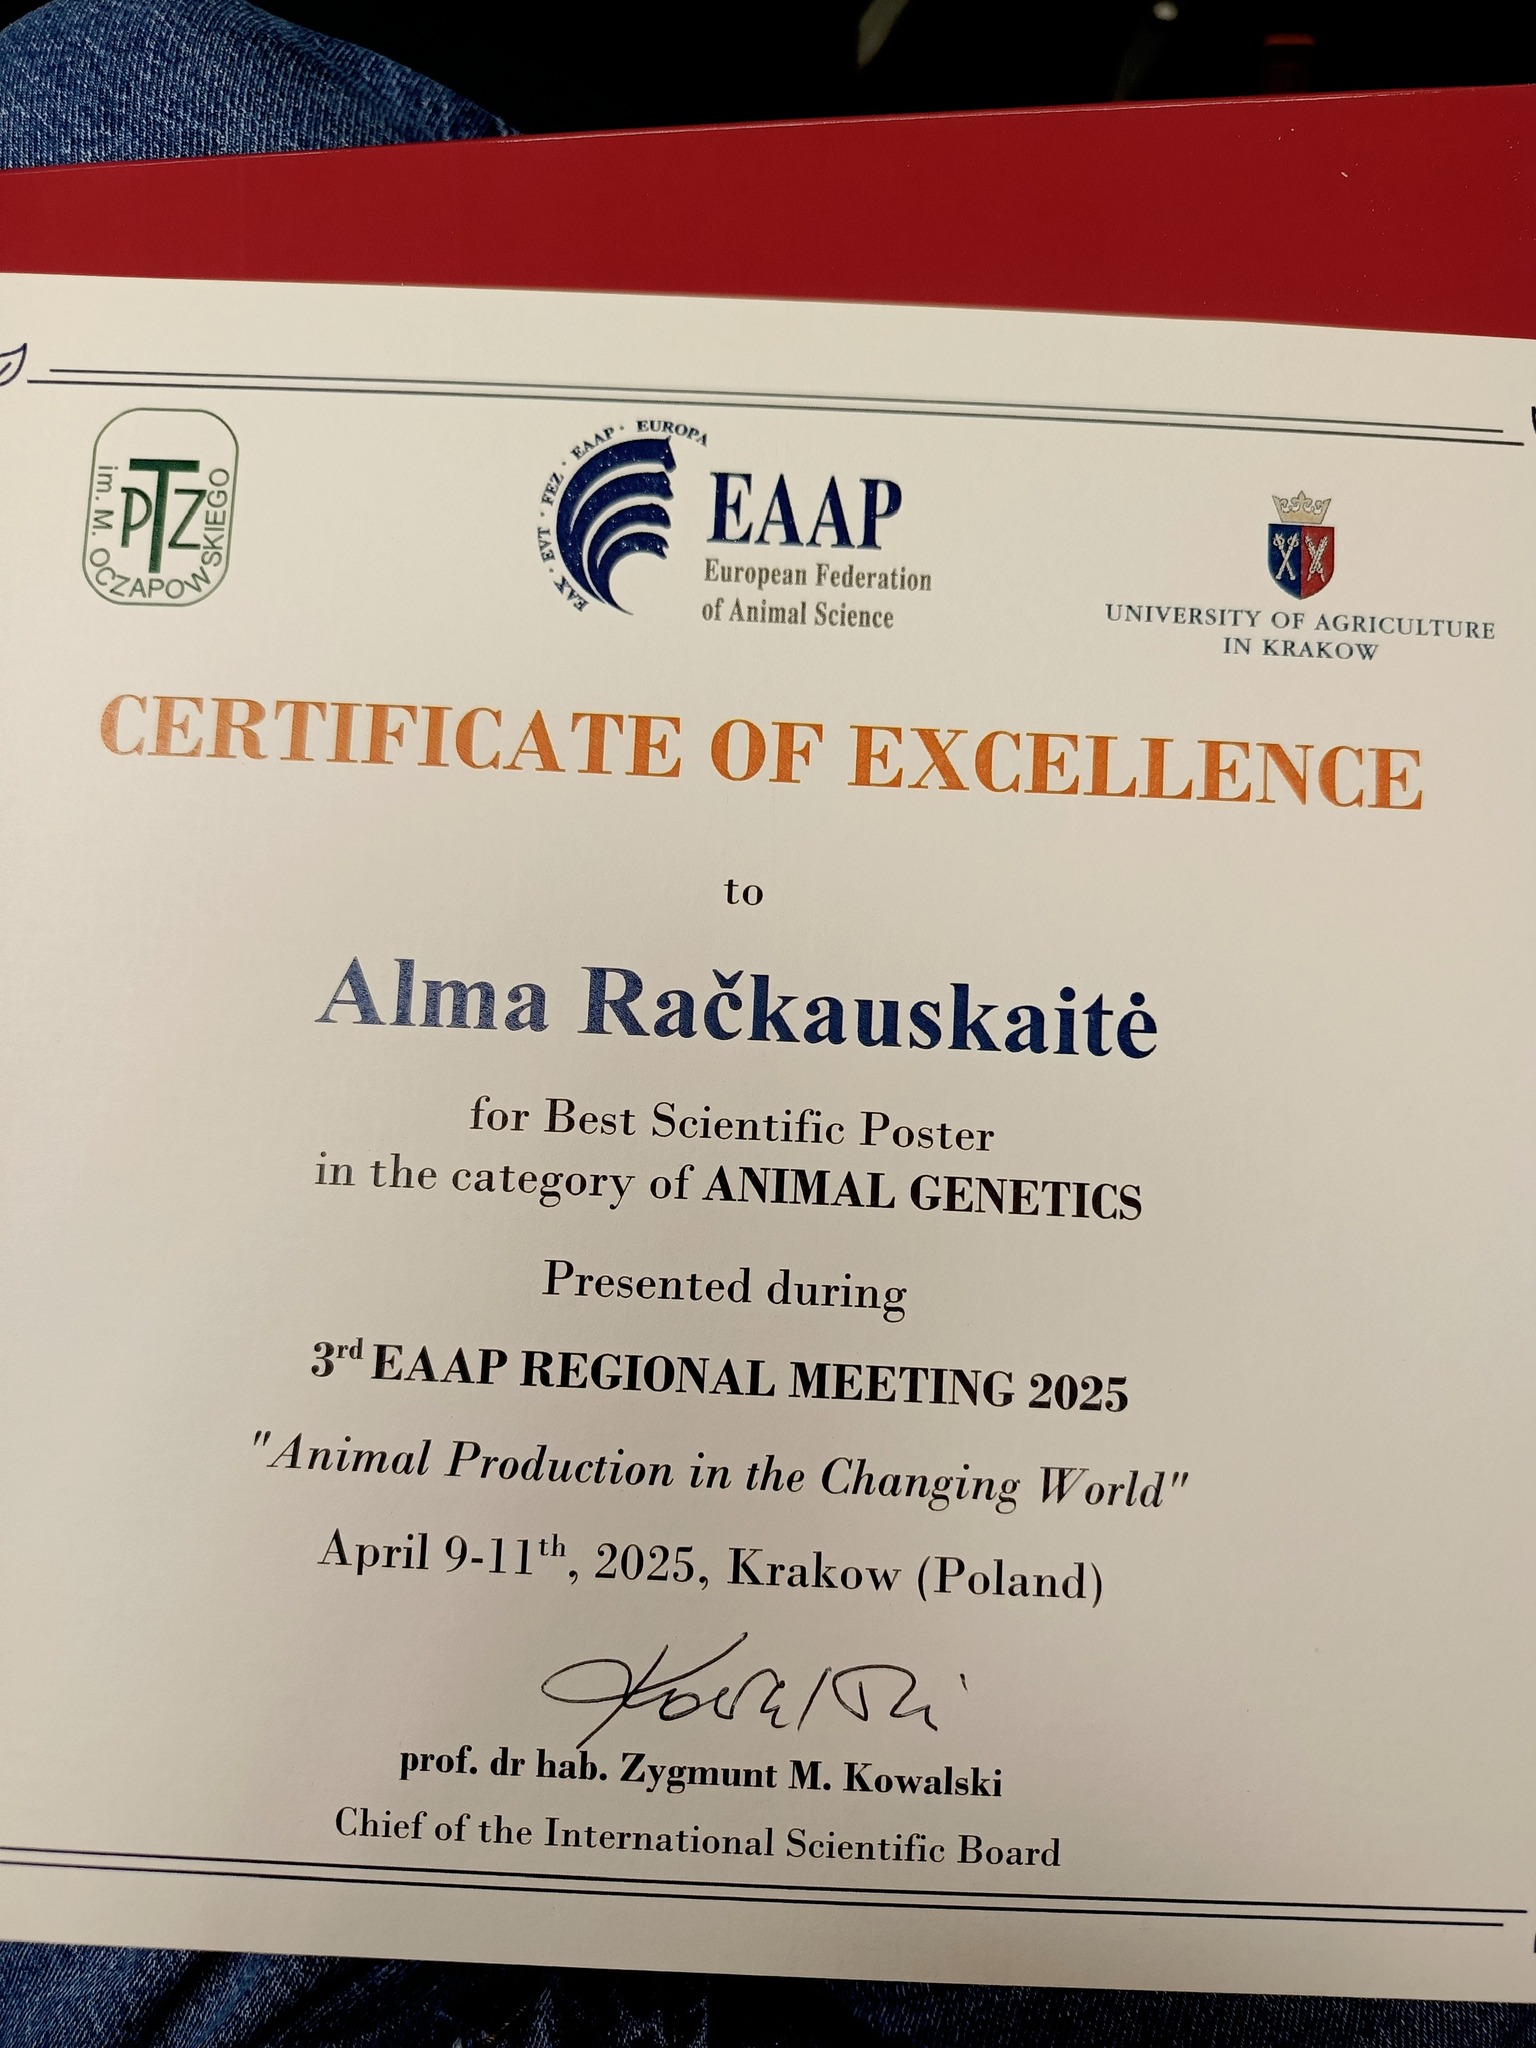 PTZ
im. M. OCZAPOWSKIEGO
EAX · EVT · FEZ · EAAP · EUROPA
EAAP
European Federation
of Animal Science
UNIVERSITY OF AGRICULTURE
IN KRAKOW
CERTIFICATE OF EXCELLENCE
to
Alma Račkauskaitė
for Best Scientific Poster
in the category of ANIMAL GENETICS
Presented during
3rd EAAP REGIONAL MEETING 2025
"Animal Production in the Changing World"
April 9-11th, 2025, Krakow (Poland)
Kowalski
prof. dr hab. Zygmunt M. Kowalski
Chief of the International Scientific Board